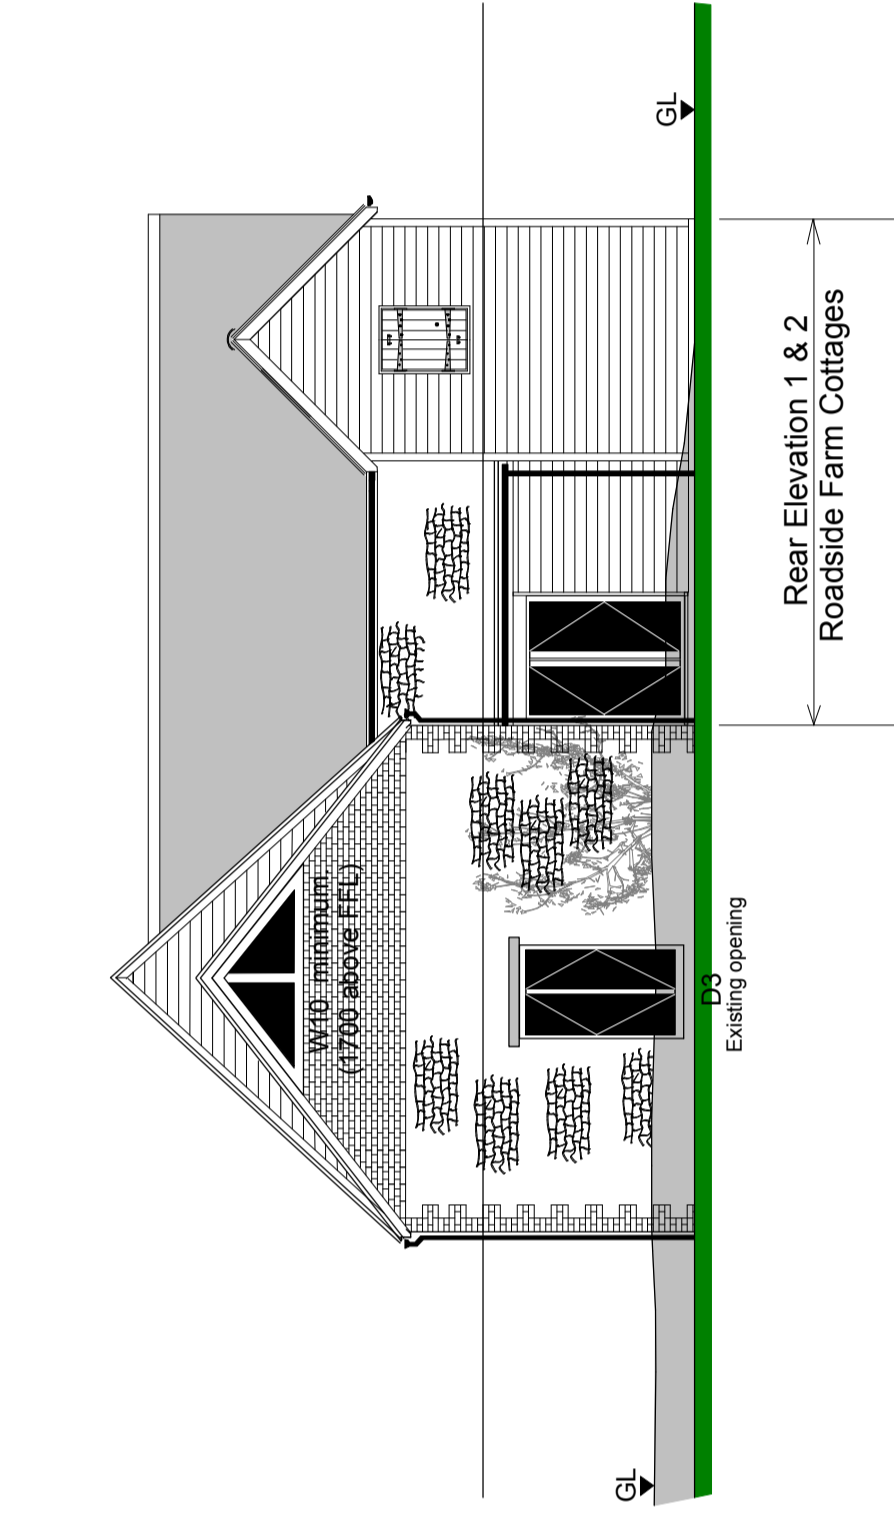 GL
W10 minimum
(1700 above FFL)
D3
Existing opening
GL
Rear Elevation 1 & 2
Roadside Farm Cottages